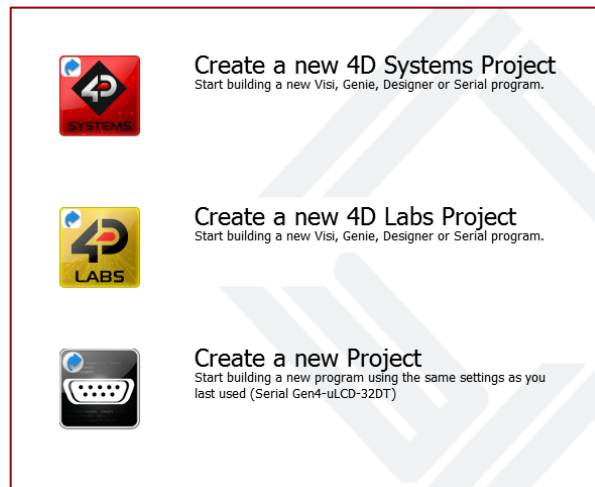 Create a new 4D Systems Project
Start building a new Visi, Genie, Designer or Serial program.
4D
SYSTEMS
Create a new 4D Labs Project
Start building a new Visi, Genie, Designer or Serial program.
4D
LABS
Create a new Project
Start building a new program using the same settings as you
last used (Serial Gen4-uLCD-32DT)